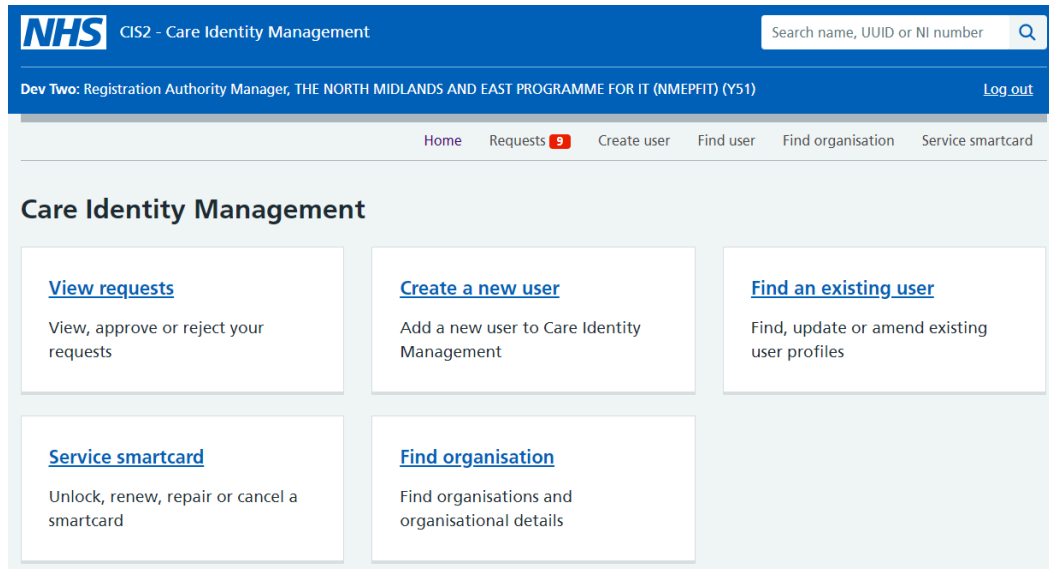 NHS CIS2 - Care Identity Management Search name, UUID or NI number
Dev Two: Registration Authority Manager, THE NORTH MIDLANDS AND EAST PROGRAMME FOR IT (NMEPFIT) (Y51) Log out
Home Requests 9 Create user Find user Find organisation Service smartcard
Care Identity Management
View requests
View, approve or reject your
requests
Create a new user
Add a new user to Care Identity
Management
Find an existing user
Find, update or amend existing
user profiles
Service smartcard
Unlock, renew, repair or cancel a
smartcard
Find organisation
Find organisations and
organisational details